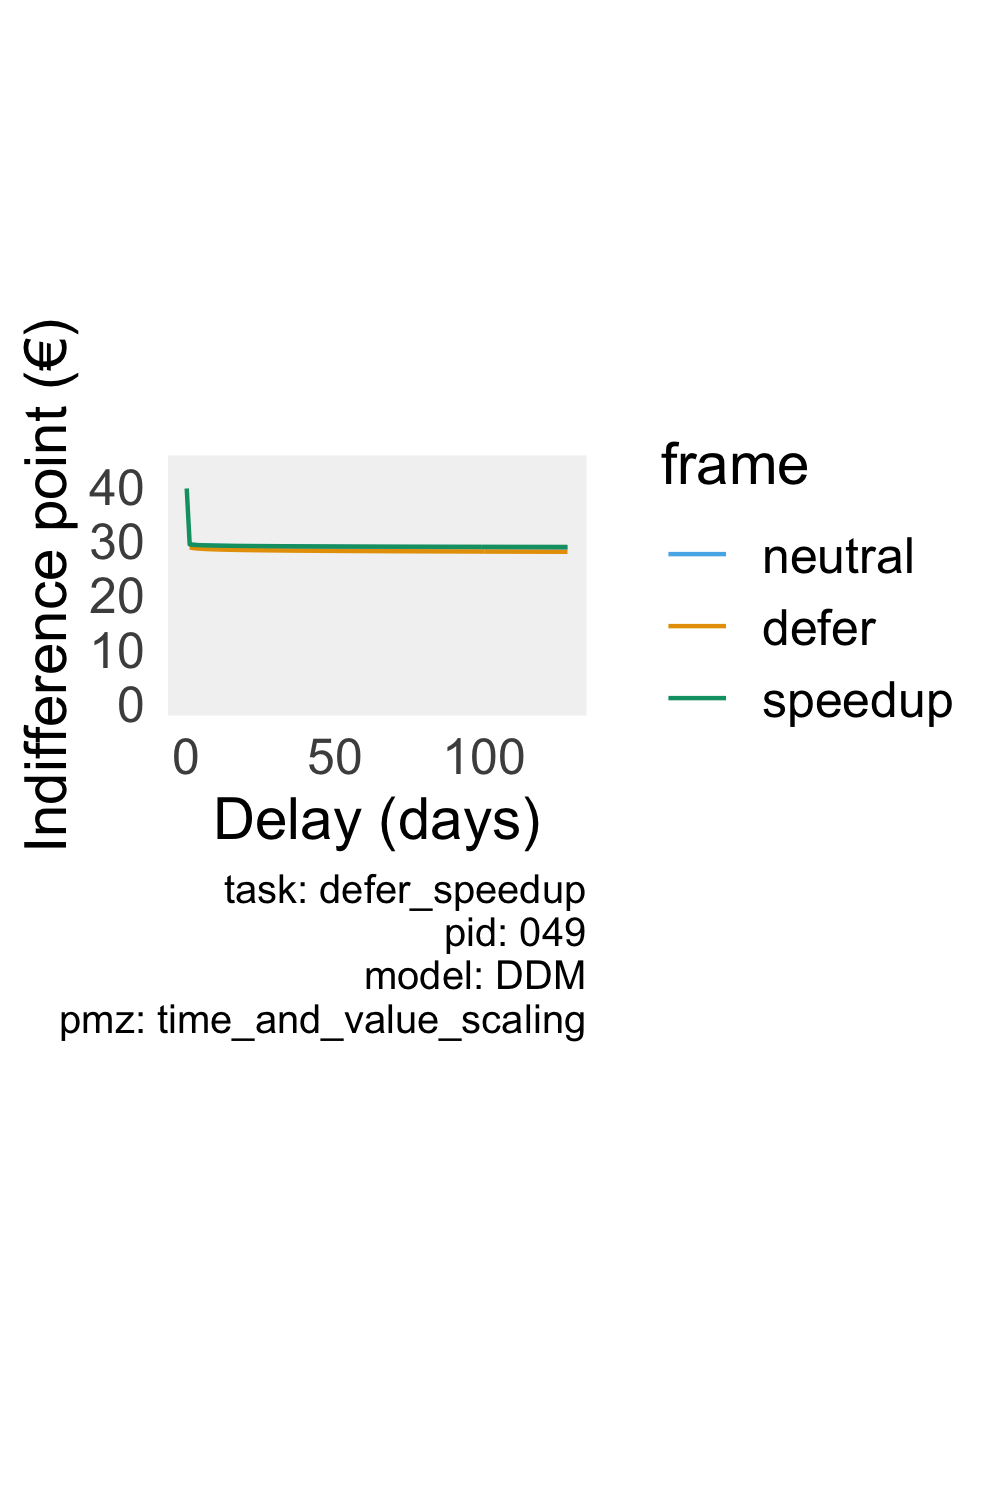 Indifference point (€)
40
30
20
10
0
0 50 100
Delay (days)
frame
neutral
defer
speedup
task: defer_speedup
pid: 049
model: DDM
pmz: time_and_value_scaling